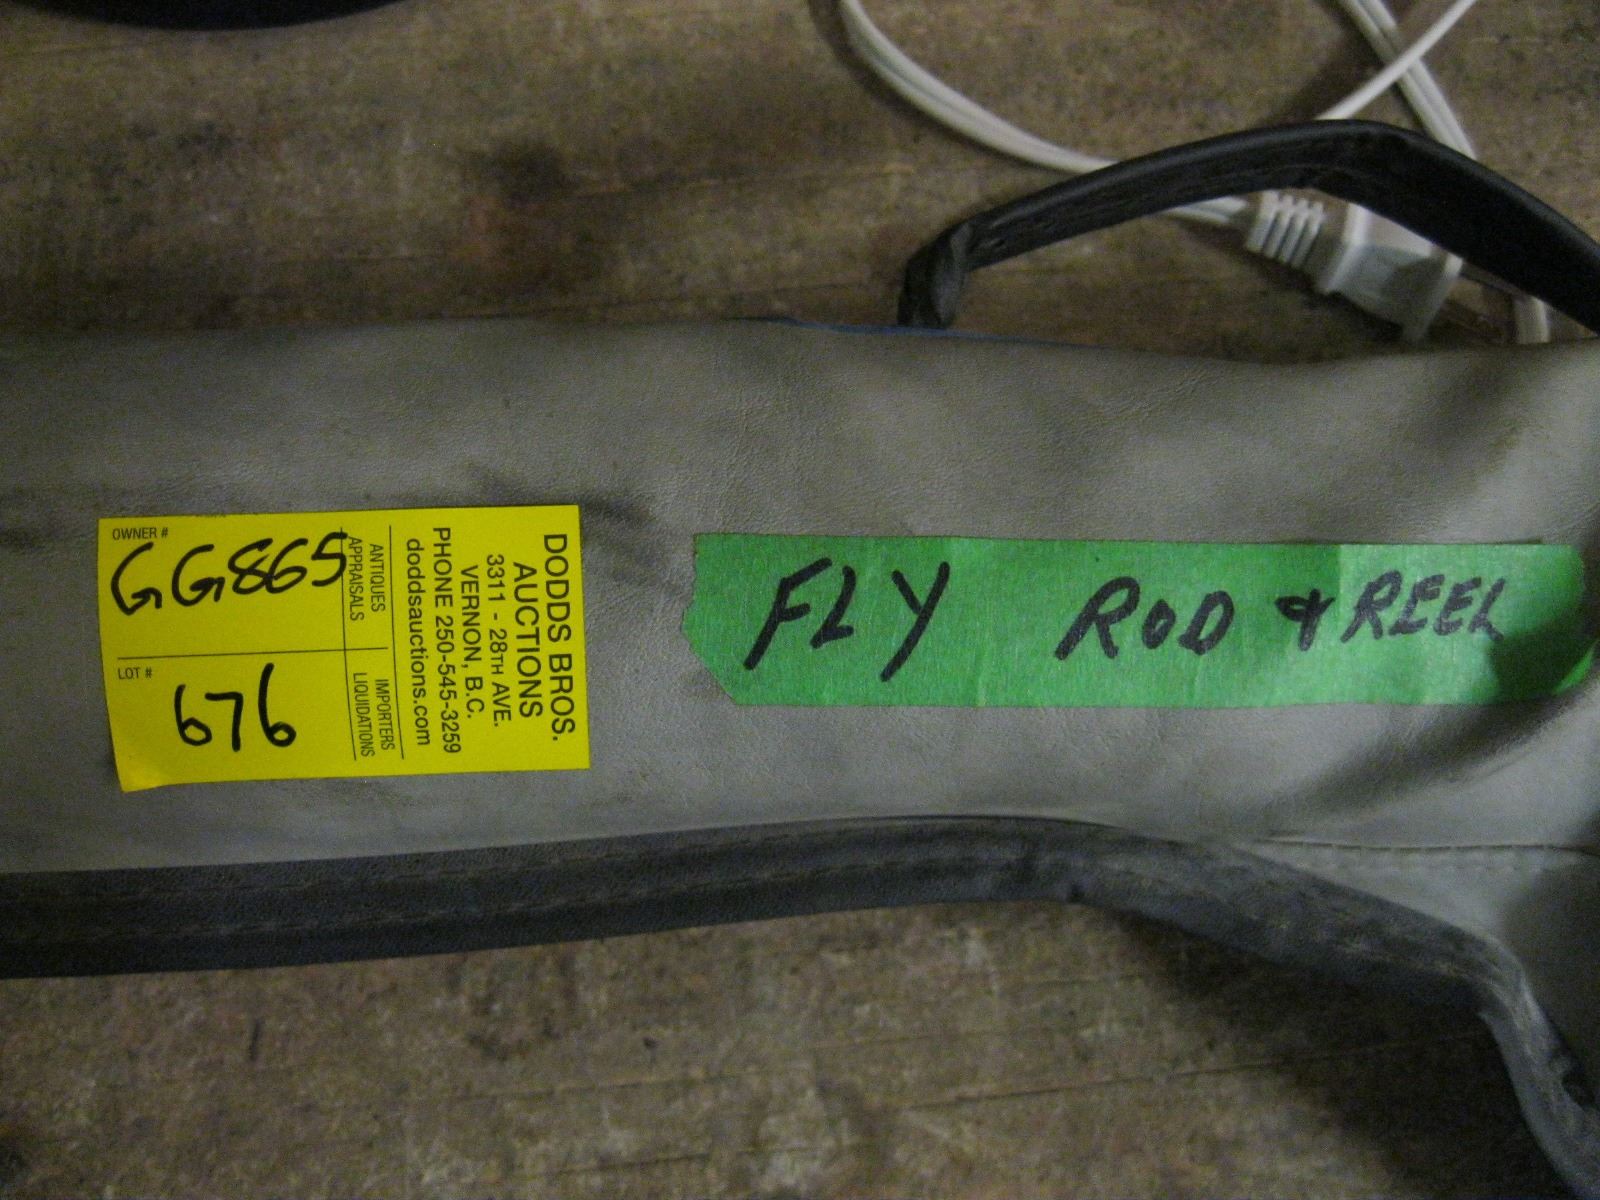 OWNER #
GG865
LOT #
676
DODDS BROS.
AUCTIONS
3311 - 28TH AVE.
VERNON, B.C.
PHONE 250-545-3259
doddsauctions.com
ANTIQUES
APPRAISALS
IMPORTERS
LIQUIDATIONS
FLY ROD & REEL